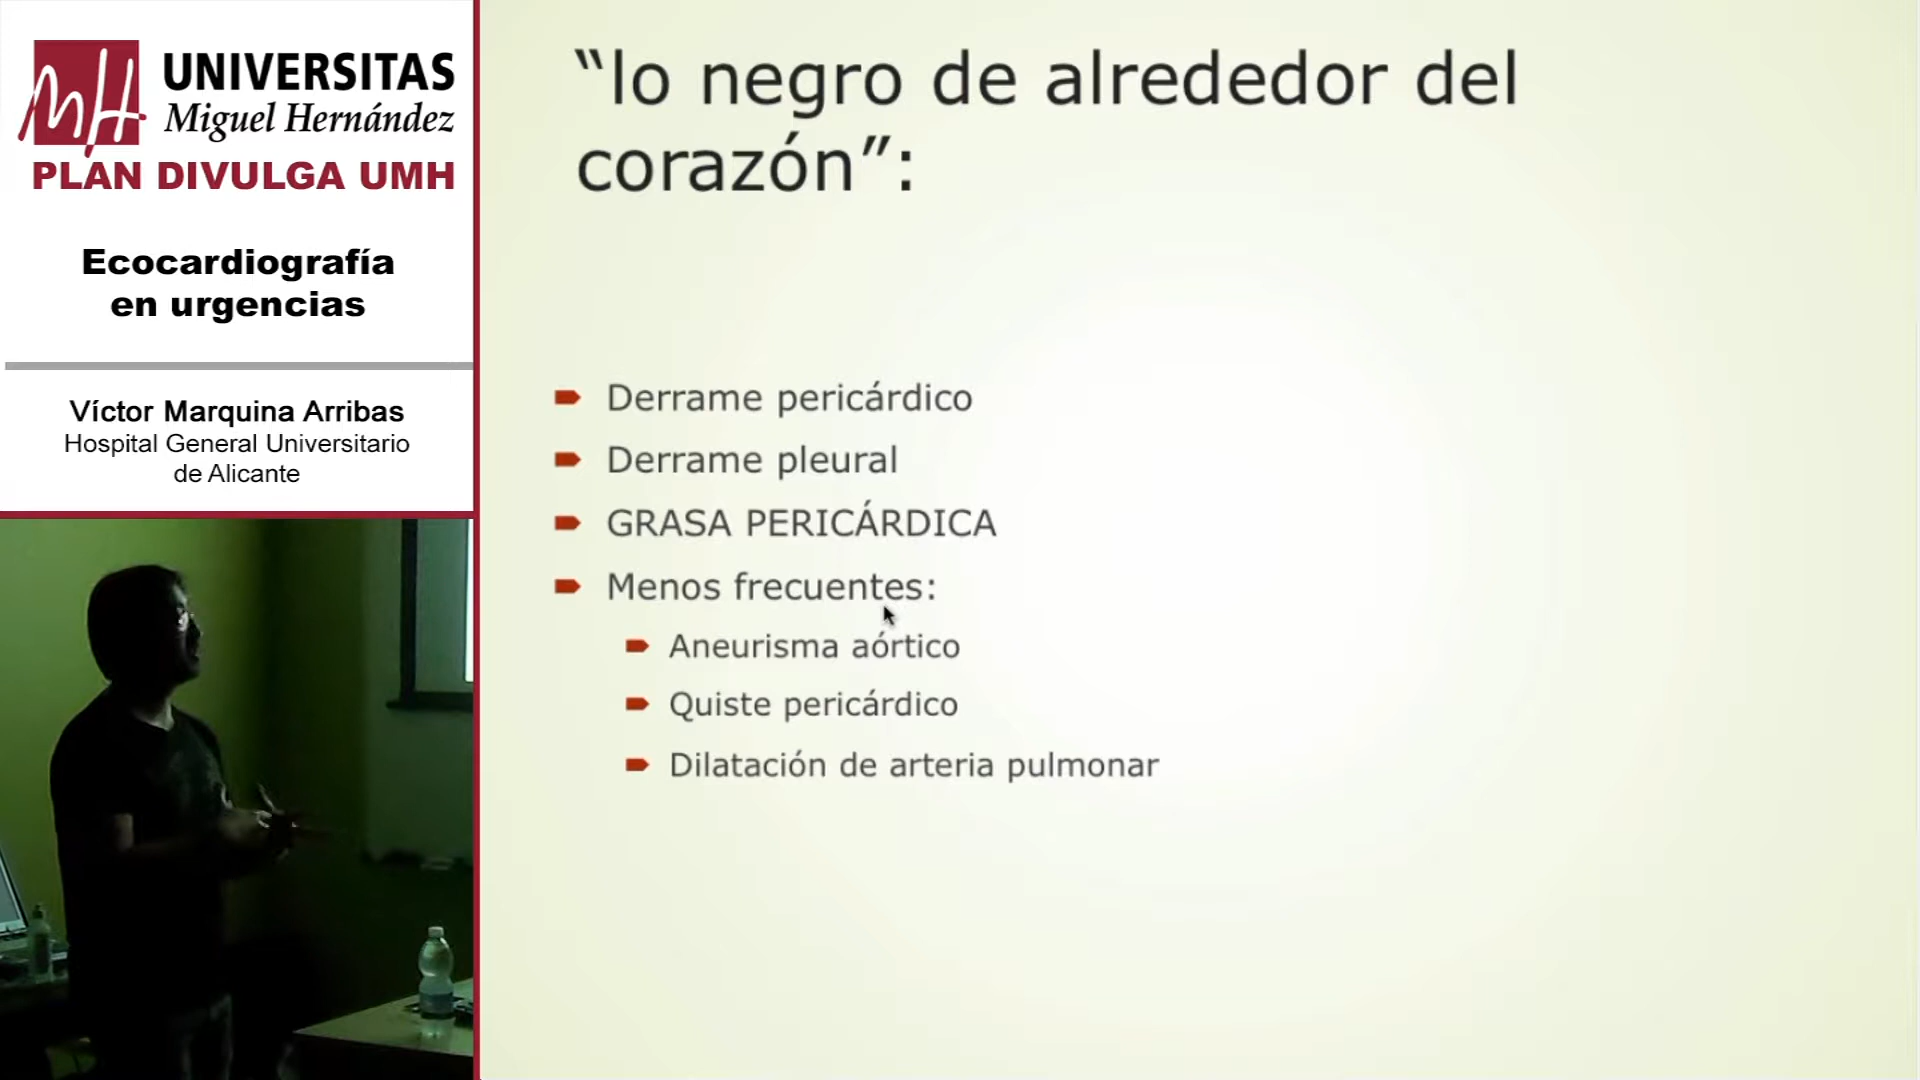 UNIVERSITAS
Miguel Hernández
PLAN DIVULGA UMH
Ecocardiografía
en urgencias
Víctor Marquina Arribas
Hospital General Universitario
de Alicante
“lo negro de alrededor del
corazón”:
Derrame pericárdico
Derrame pleural
GRASA PERICÁRDICA
Menos frecuentes:
Aneurisma aórtico
Quiste pericárdico
Dilatación de arteria pulmonar